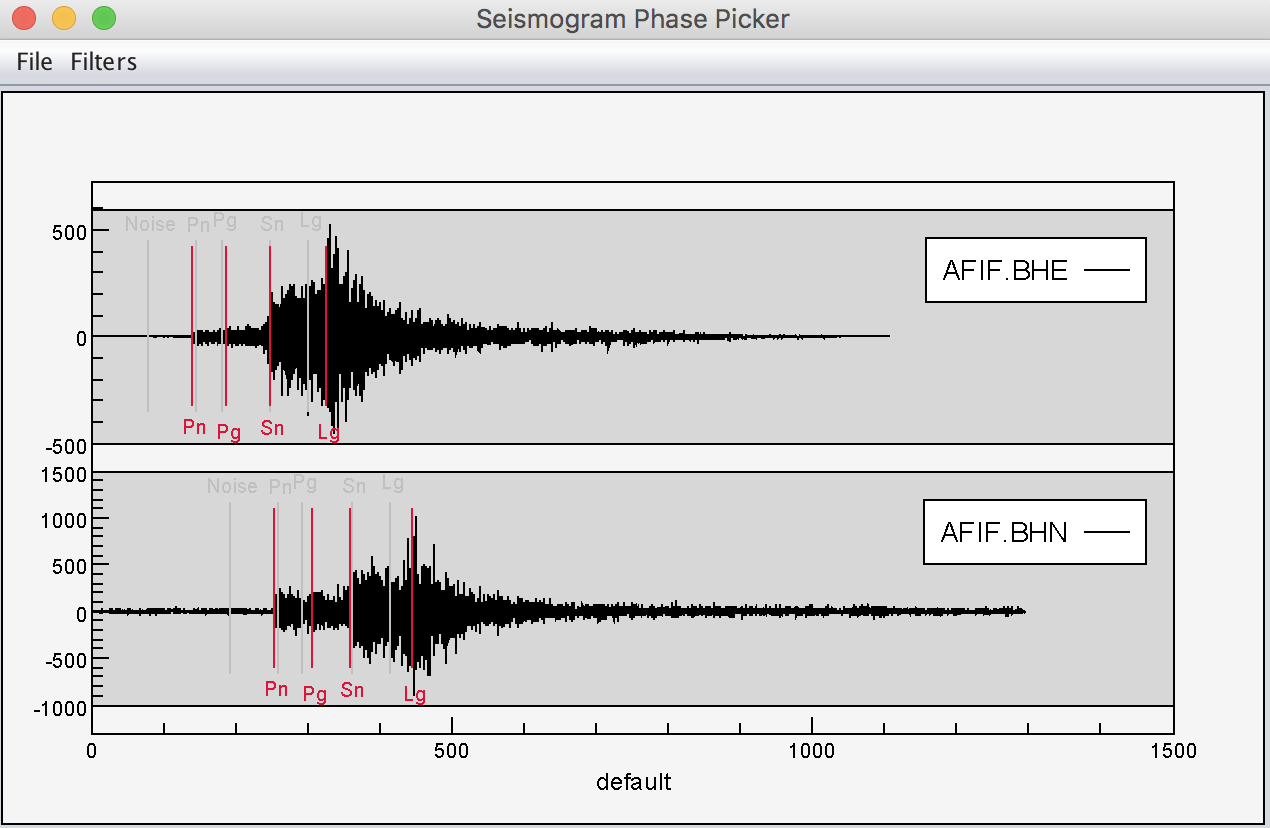 Seismogram Phase Picker
File Filters
Noise Pn Pg Sn Lg
500
AFIF.BHE
0
Pn Pg Sn Lg
-500
1500
Noise Pn Pg Sn Lg
1000
AFIF.BHN
500
0
-500
Pn Pg Sn Lg
-1000
0 500 1000 1500
default